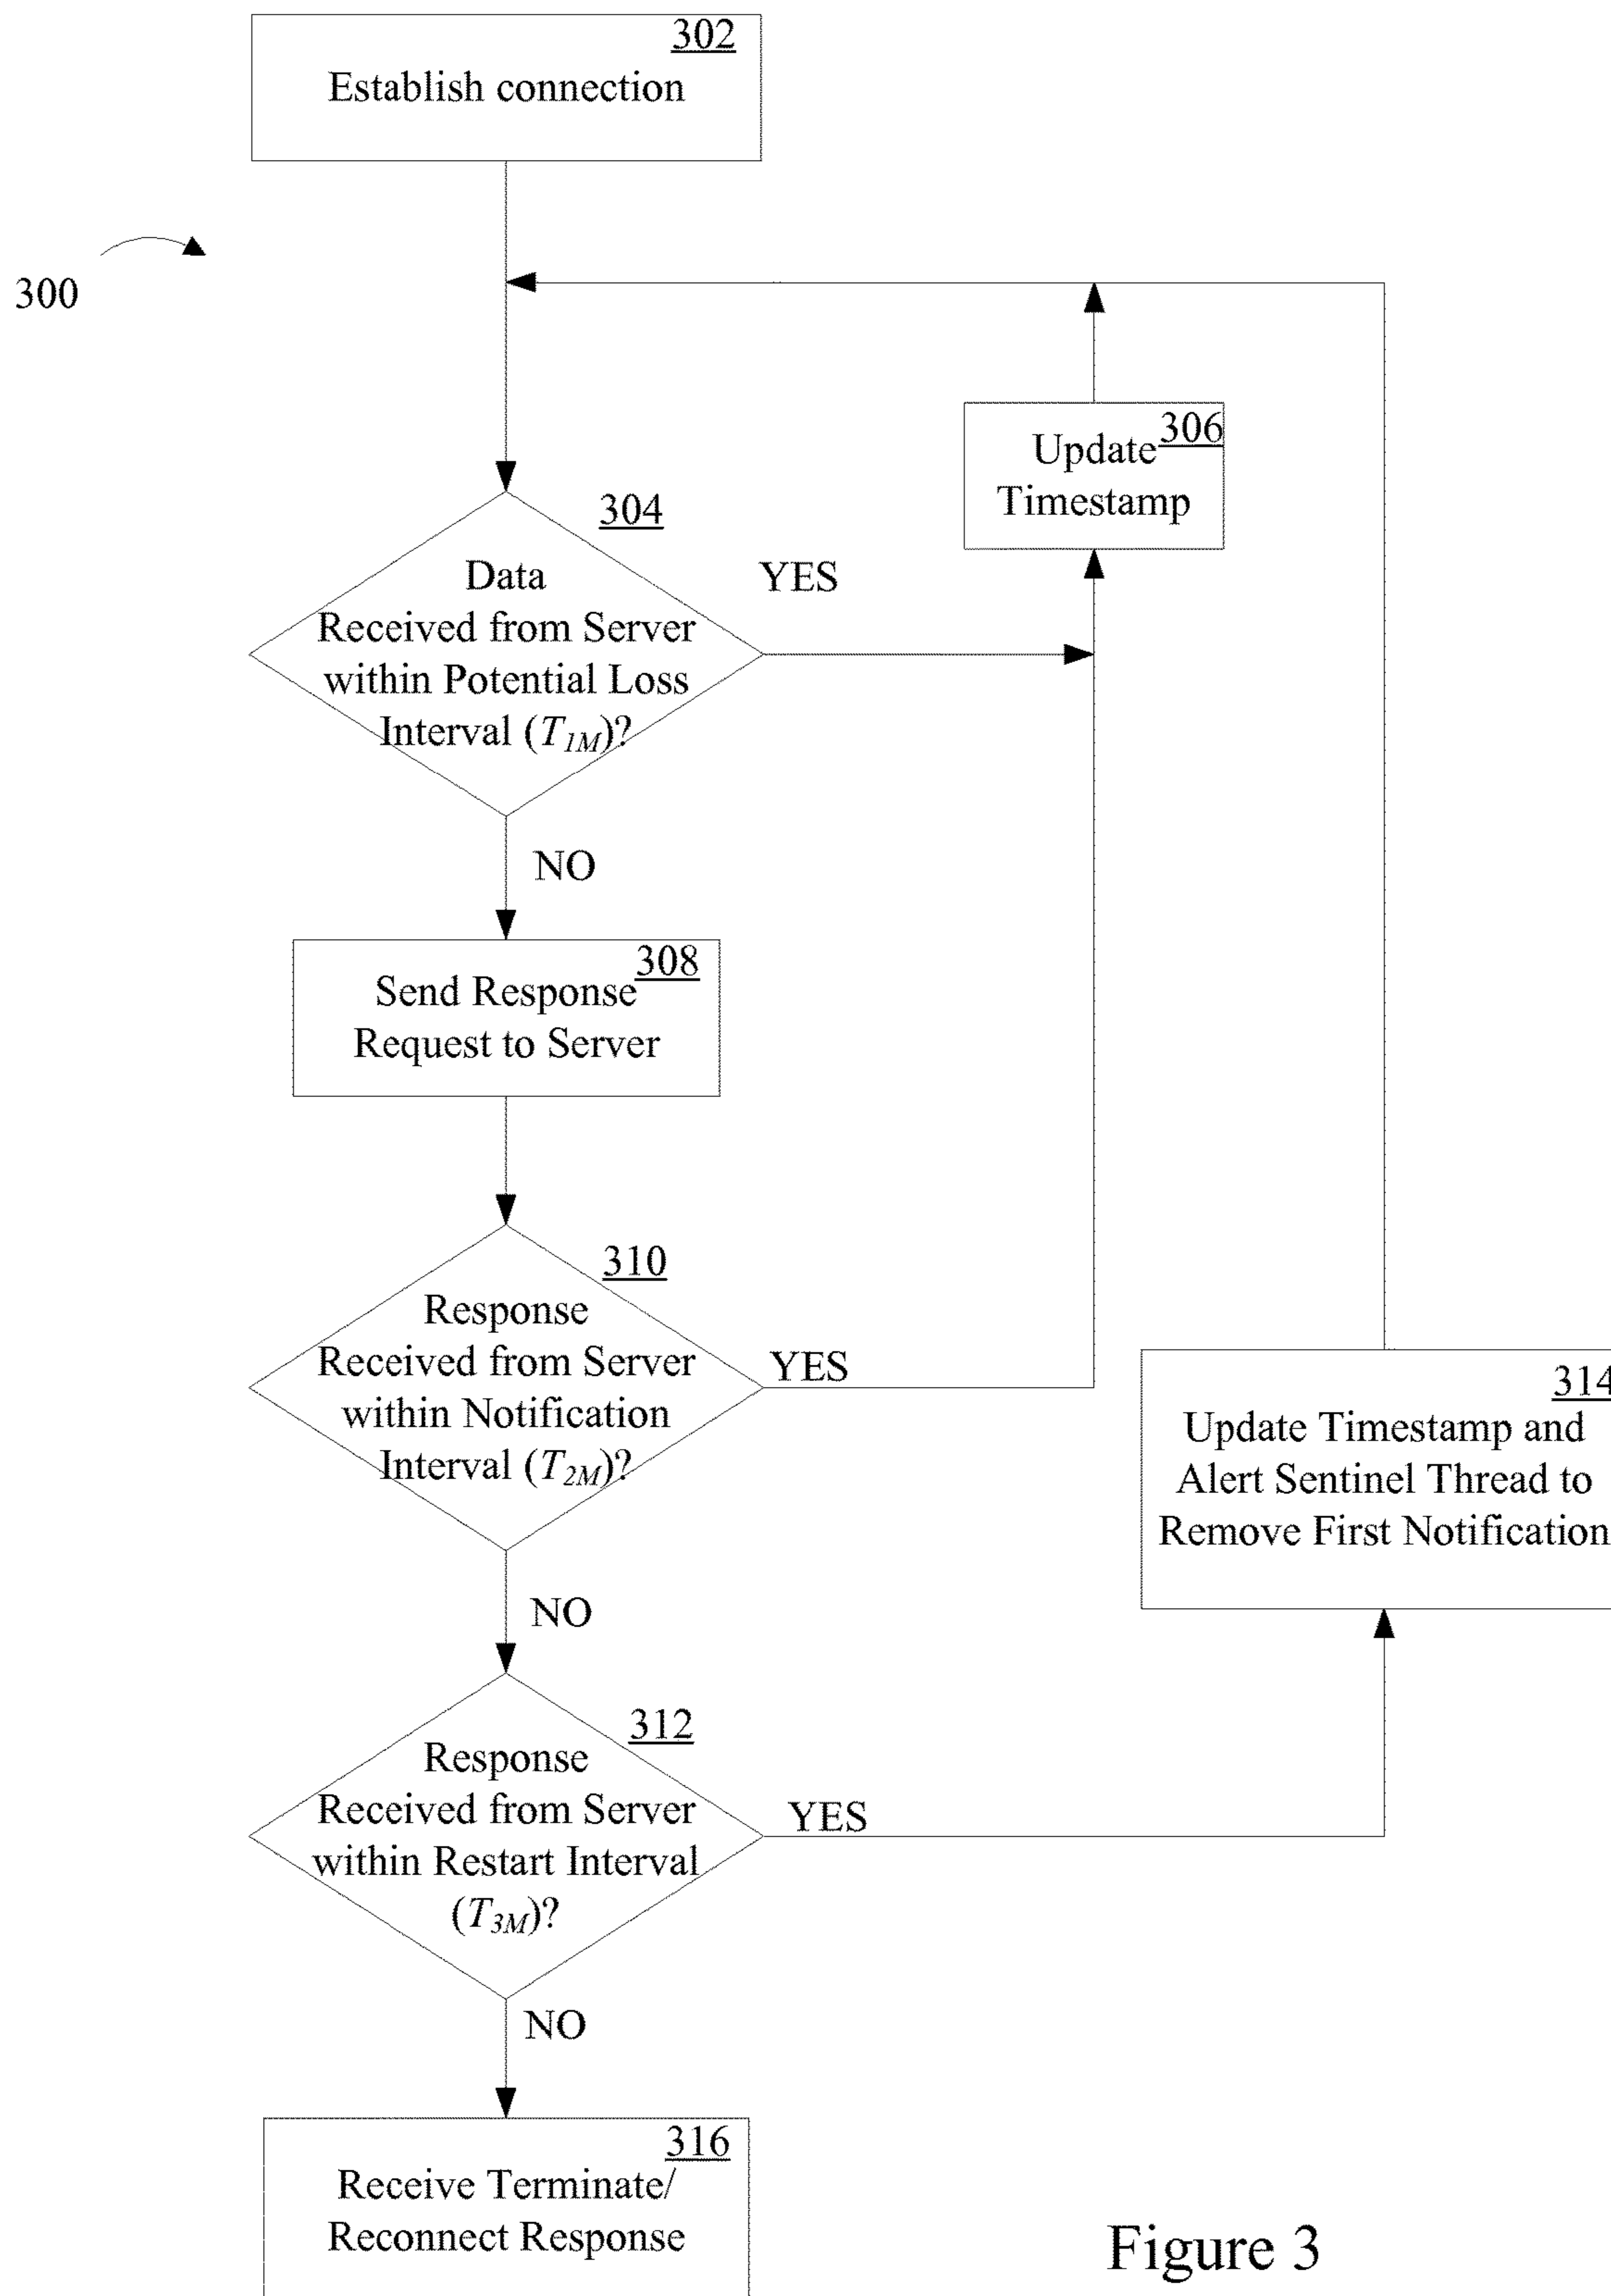 302
Establish connection
300
306
Update
Timestamp
304
Data
Received from Server
within Potential Loss
Interval (T1M)?
YES
NO
308
Send Response
Request to Server
310
Response
Received from Server
within Notification
Interval (T2M)?
YES
314
Update Timestamp and
Alert Sentinel Thread to
Remove First Notification
NO
312
Response
Received from Server
within Restart Interval
(T3M)?
YES
NO
316
Receive Terminate/
Reconnect Response
Figure 3